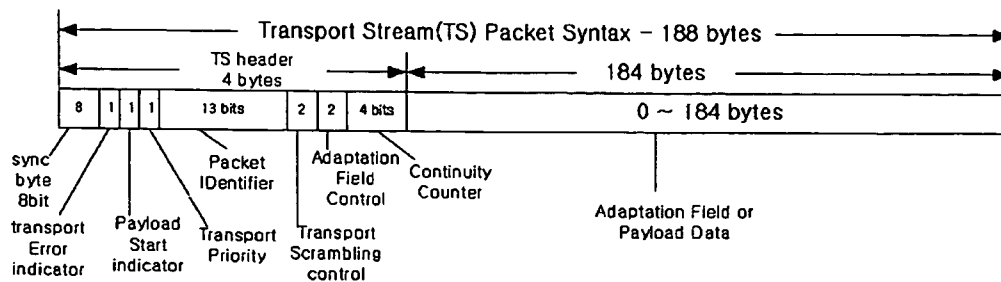 Transport Stream(TS) Packet Syntax - 188 bytes
TS header
4 bytes
184 bytes
8 1 1 1 13 bits 2 2 4 bits 0 ~ 184 bytes
sync
byte
8bit
transport
Error
indicator
Payload
Start
indicator
Packet
IDentifier
Transport
Priority
Transport
Scrambling
control
Adaptation
Field
Control
Continuity
Counter
Adaptation Field or
Payload Data